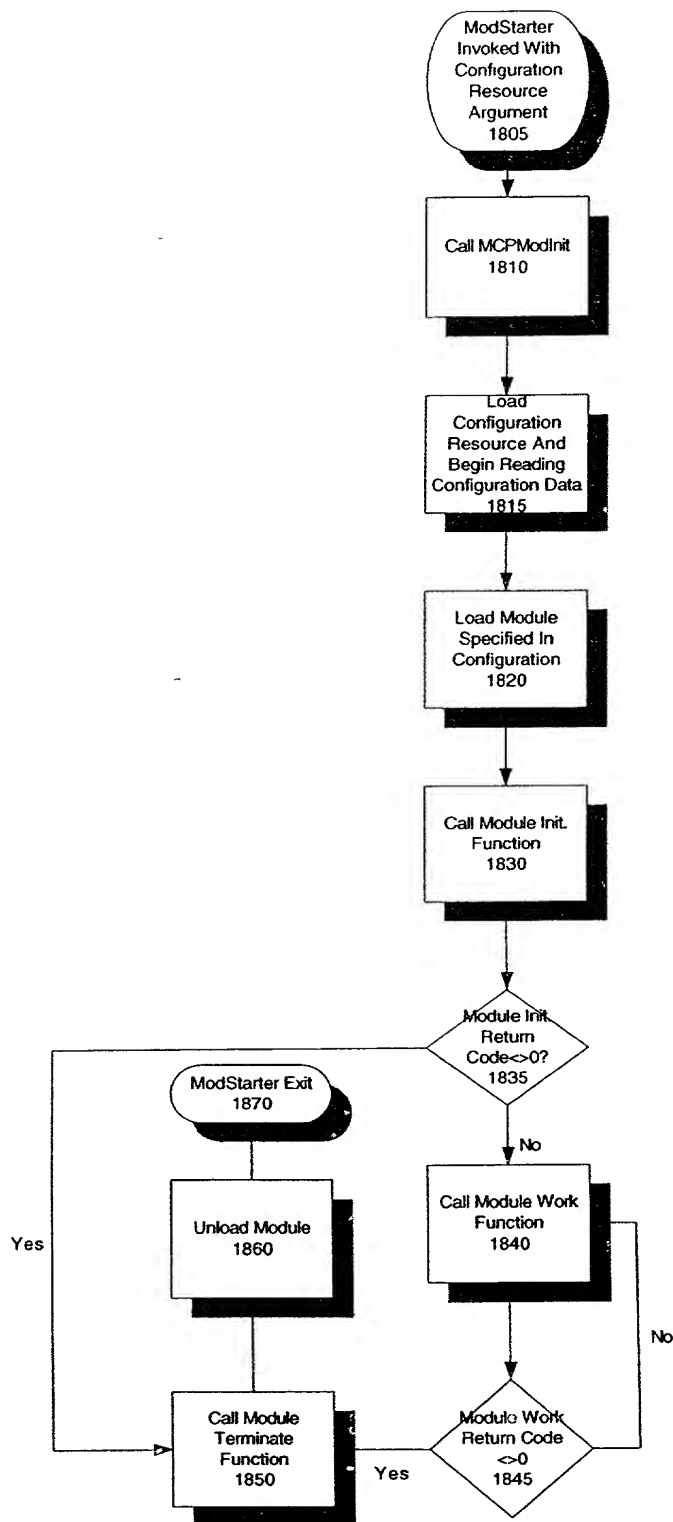 ModStarter
Invoked With
Configuration
Resource
Argument
1805
Call MCPModInit
1810
Load
Configuration
Resource And
Begin Reading
Configuration Data
1815
Load Module
Specified In
Configuration
1820
Call Module Init.
Function
1830
Module Init.
Return
Code<>0?
1835
ModStarter Exit
1870
No
Call Module Work
Function
1840
Unload Module
1860
Yes
No
Call Module
Terminate
Function
1850
Yes
Module Work
Return Code
<>0
1845